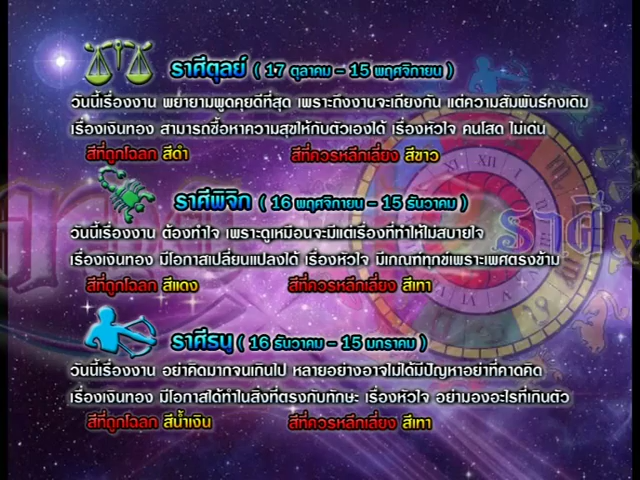 ราศีตุลย์ ( 17 ตุลาคม - 15 พฤศจิกายน )
วันนี้เรื่องงาน พยายามพูดคุยดีที่สุด เพราะถึงงานจะเถียงกัน แต่ความสัมพันธ์คงเดิม
เรื่องเงินทอง สามารถซื้อหาความสุขให้กับตัวเองได้ เรื่องหัวใจ คนโสด ไม่เด่น
สีที่ถูกโฉลก สีดำ สีที่ควรหลีกเลี่ยง สีขาว
ราศีพิจิก ( 16 พฤศจิกายน - 15 ธันวาคม )
วันนี้เรื่องงาน ต้องทำใจ เพราะดูเหมือนจะมีแต่เรื่องที่ทำให้ไม่สบายใจ
เรื่องเงินทอง มีโอกาสเปลี่ยนแปลงได้ เรื่องหัวใจ มีเกณฑ์ทุกข์เพราะเพศตรงข้าม
สีที่ถูกโฉลก สีแดง สีที่ควรหลีกเลี่ยง สีเทา
ราศีธนู ( 16 ธันวาคม - 15 มกราคม )
วันนี้เรื่องงาน อย่าคิดมากจนเกินไป หลายอย่างอาจไม่ได้มีปัญหาอย่าที่คาดคิด
เรื่องเงินทอง มีโอกาสได้ทำในสิ่งที่ตรงกับทักษะ เรื่องหัวใจ อย่ามองอะไรที่เกินตัว
สีที่ถูกโฉลก สีน้ำเงิน สีที่ควรหลีกเลี่ยง สีเทา